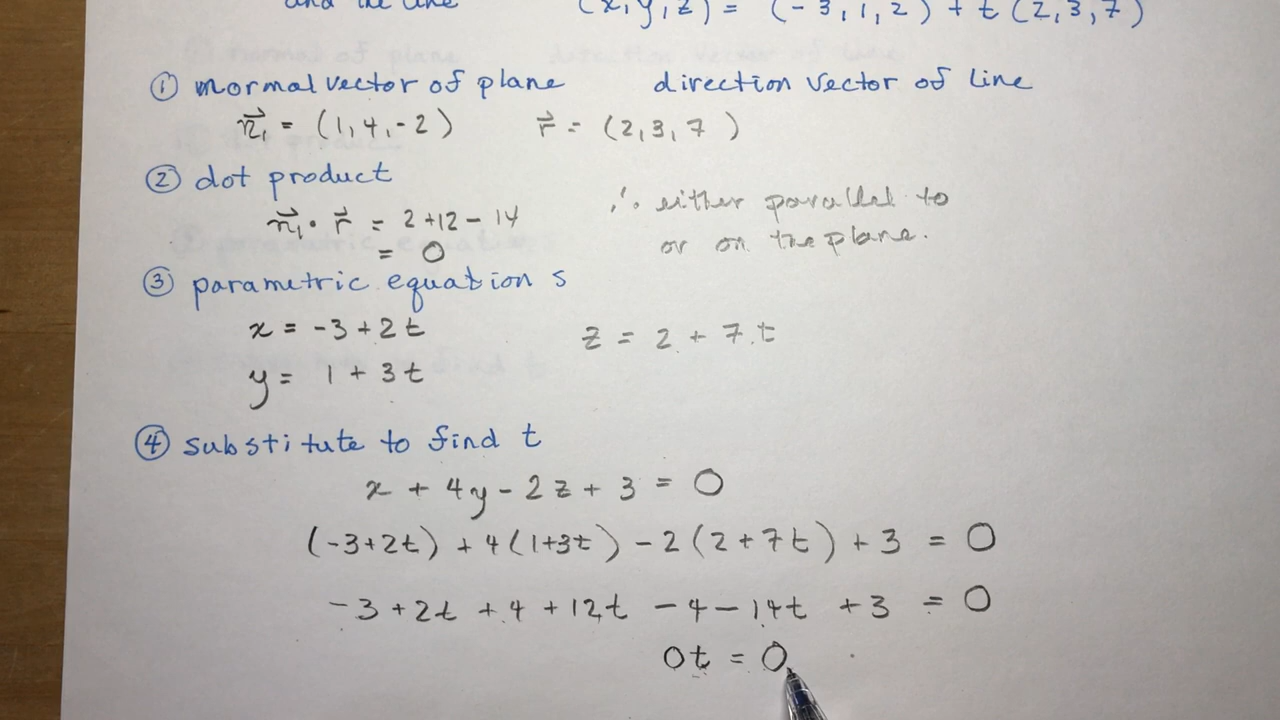 and the line (x,y,z) = (-3,1,2) + t(2,3,7)
① normal vector of plane direction vector of line
n⃗₁ = (1,4,-2) r⃗ = (2,3,7)
② dot product
∴ either parallel to
n⃗₁ • r⃗ = 2+12-14
or on the plane.
= 0
③ parametric equations
x = -3+2t z = 2 + 7t
y = 1 + 3t
④ substitute to find t
x + 4y - 2z + 3 = 0
(-3+2t) + 4(1+3t) - 2(2+7t) + 3 = 0
-3+2t +4 +12t -4-14t +3 = 0
0t = 0